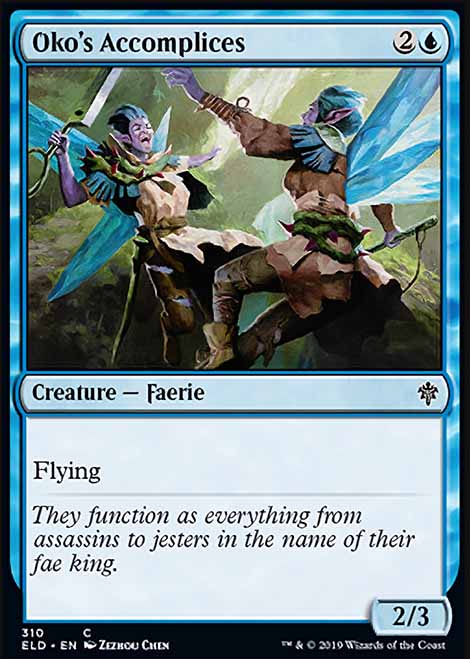 Oko's Accomplices 2
Creature — Faerie
Flying
They function as everything from
assassins to jesters in the name of their
fae king.
2/3
310 C
ELD • EN Zezhou Chen
™ & © 2019 Wizards of the Coast